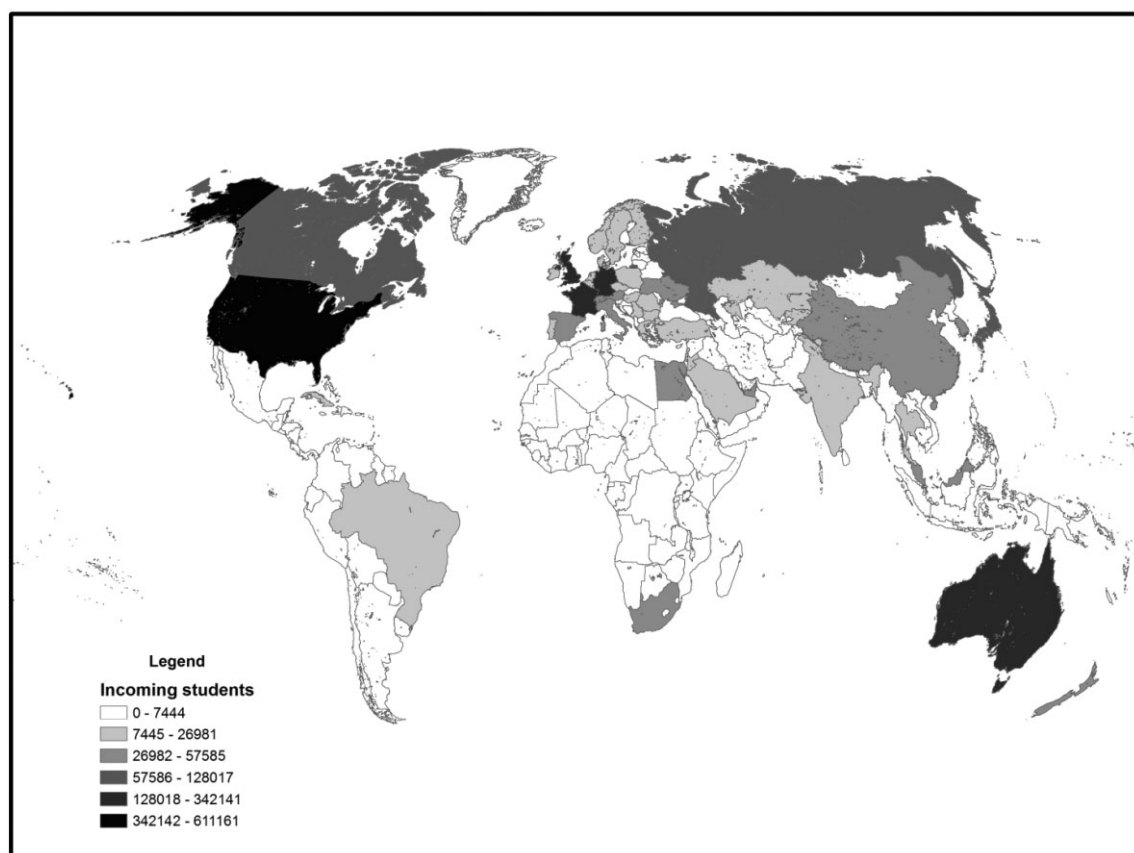 Legend
Incoming students
0 - 7444
7445 - 26981
26982 - 57585
57586 - 128017
128018 - 342141
342142 - 611161